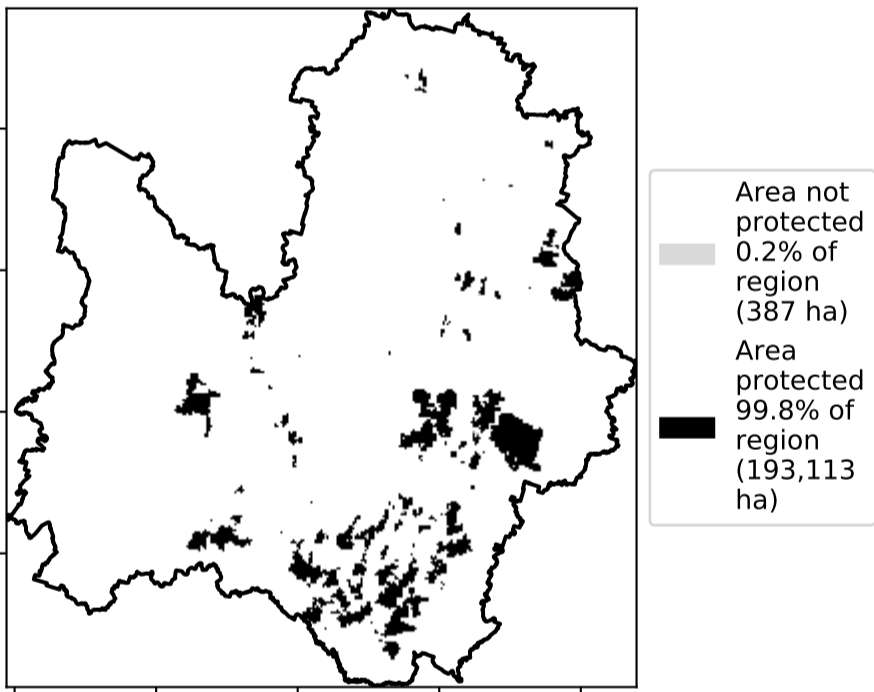 Area not
protected
0.2% of
region
(387 ha)
Area
protected
99.8% of
region
(193,113
ha)